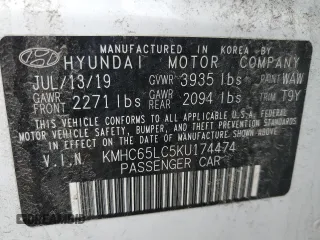 MANUFACTURED IN KOREA BY
HYUNDAI MOTOR COMPANY
JUL/13/19 GVWR 3935 lbs PAINT WAW
GAWR FRT 2271 lbs GAWR RR 2094 lbs TRIM T9Y
THIS VEHICLE CONFORMS TO ALL APPLICABLE U.S.A FEDERAL
MOTOR VEHICLE SAFETY, BUMPER, AND THEFT PREVENTION
STANDARDS IN EFFECT ON THE DATE OF MANUFACTURE
SHOWN ABOVE.
V.I.N. KMHC65LC5KU174474
PASSENGER CAR